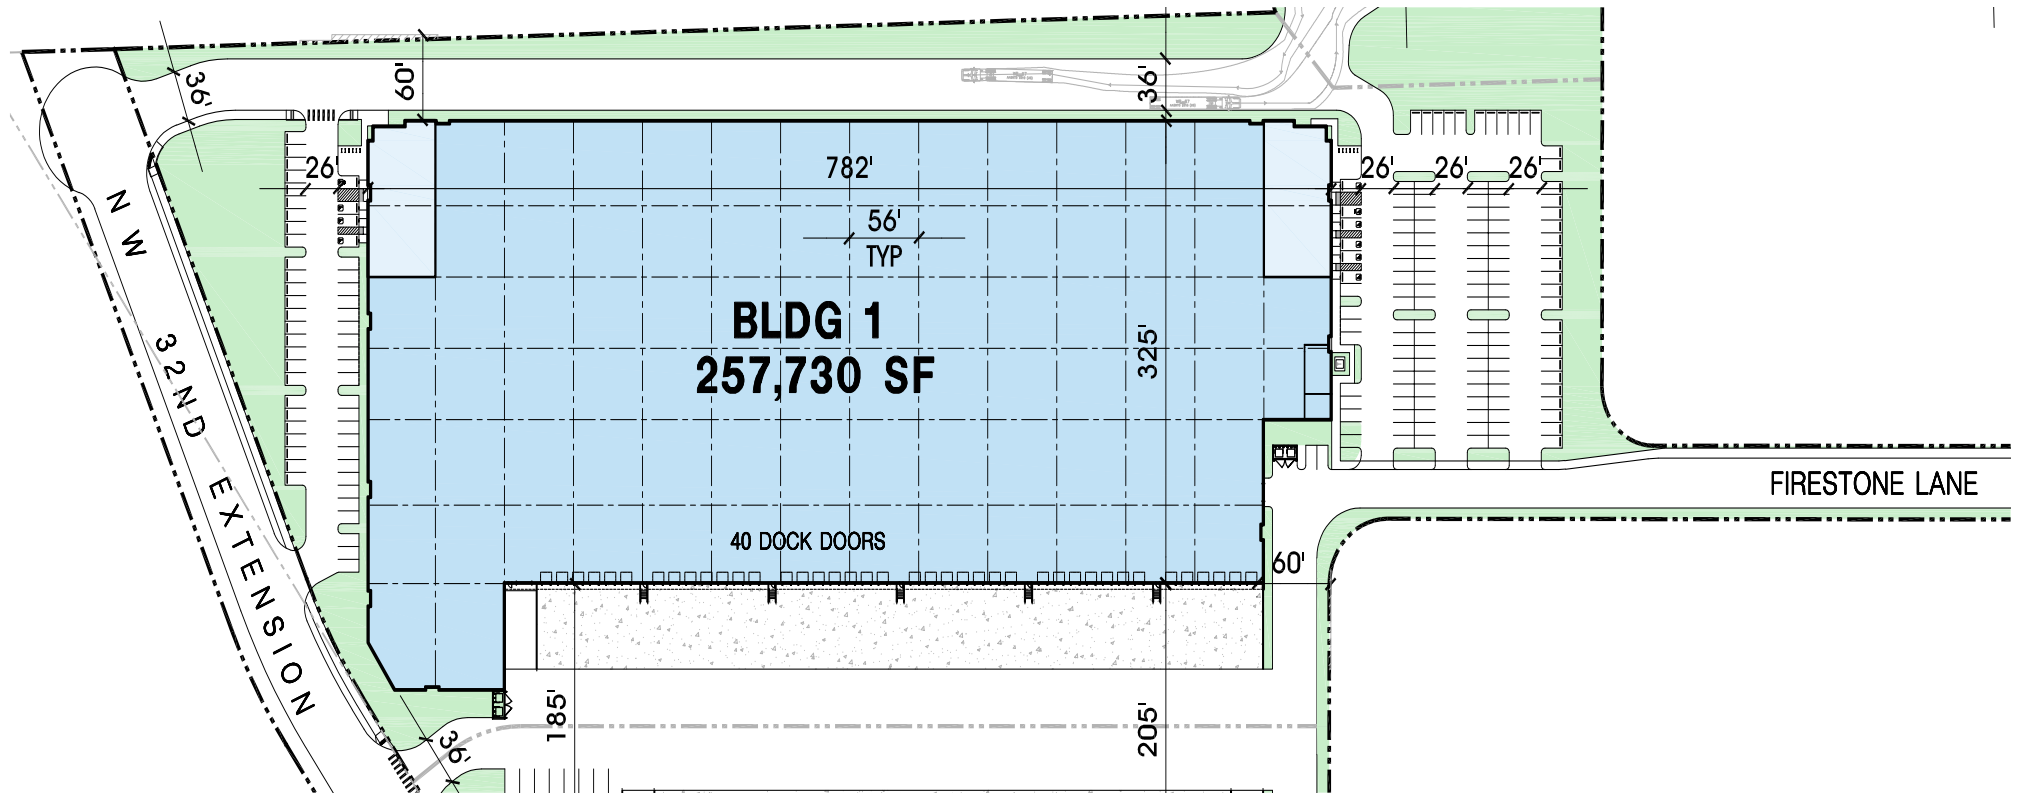 60'
36'
36'
26'
782'
26'
26'
26'
56'
TYP
NW 32ND EXTENSION
BLDG 1
257,730 SF
325'
FIRESTONE LANE
40 DOCK DOORS
60'
185'
205'
36'